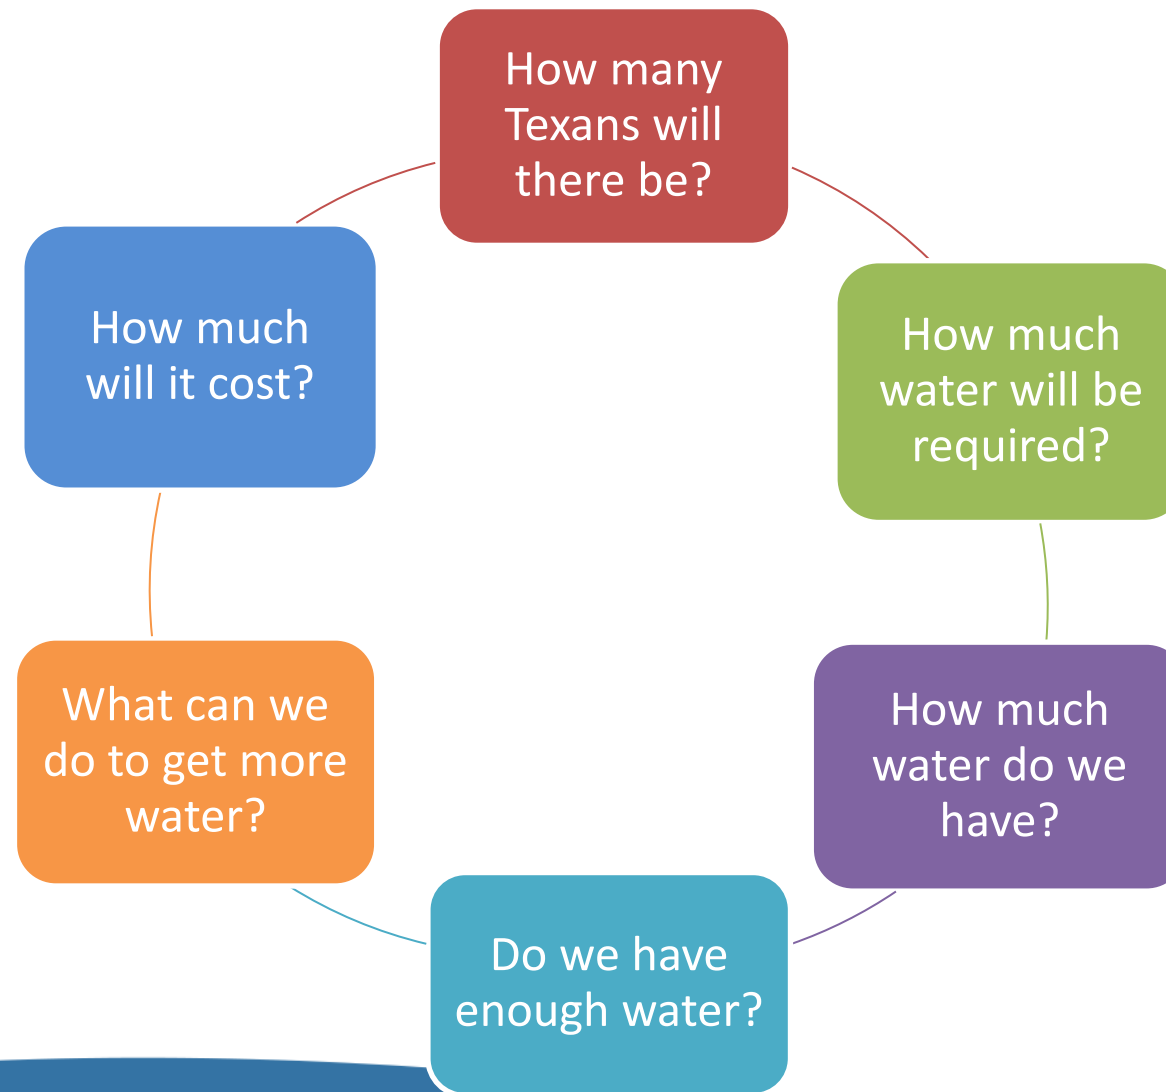 How many
Texans will
there be?
How much
water will be
required?
How much
water do we
have?
Do we have
enough water?
What can we
do to get more
water?
How much
will it cost?